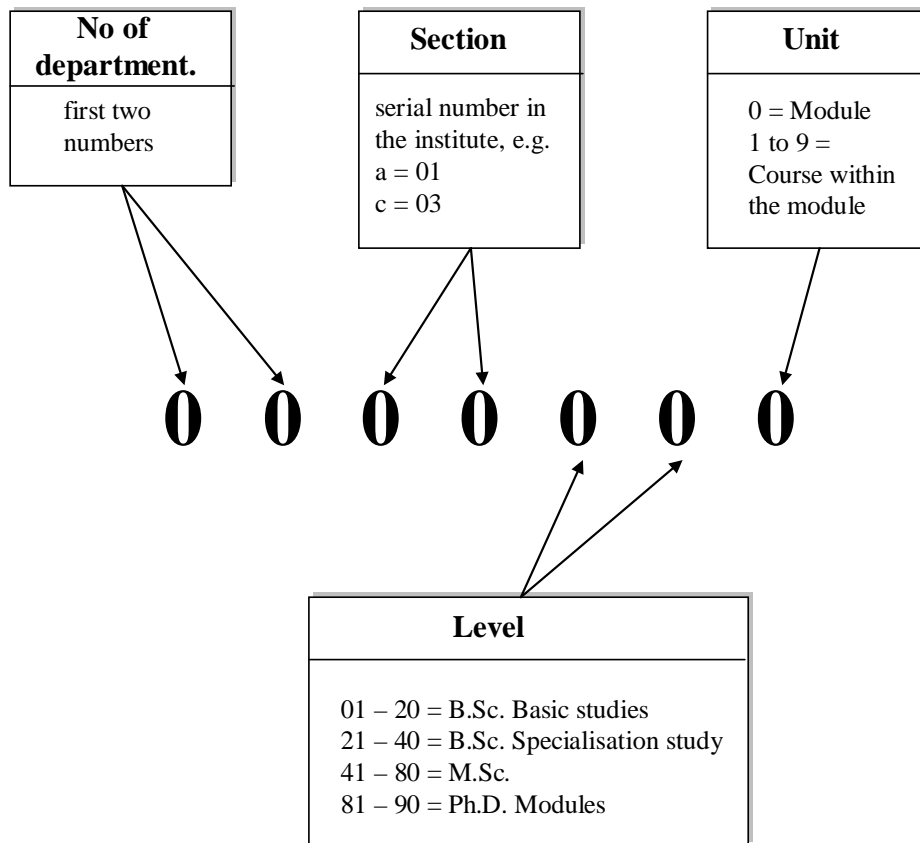 No of
department.
first two
numbers
Section
serial number in
the institute, e.g.
a = 01
c = 03
Unit
0 = Module
1 to 9 =
Course within
the module
0 0 0 0 0 0 0
Level
01 – 20 = B.Sc. Basic studies
21 – 40 = B.Sc. Specialisation study
41 – 80 = M.Sc.
81 – 90 = Ph.D. Modules